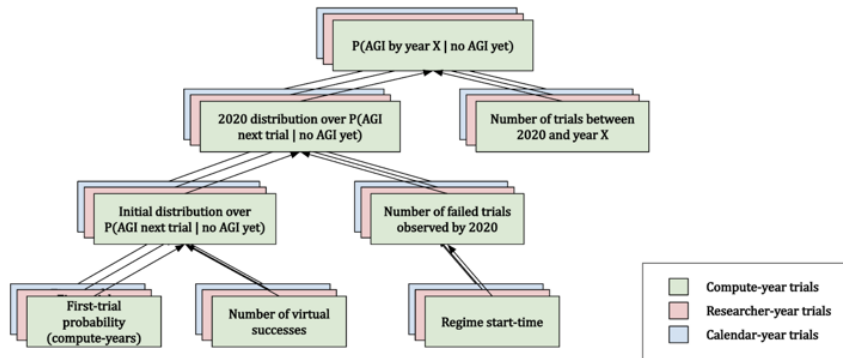 P(AGI by year X | no AGI yet)
2020 distribution over P(AGI
next trial | no AGI yet)
Number of trials between
2020 and year X
Initial distribution over
P(AGI next trial | no AGI yet)
Number of failed trials
observed by 2020
First-trial
probability
(compute-years)
Number of virtual
successes
Regime start-time
Compute-year trials
Researcher-year trials
Calendar-year trials